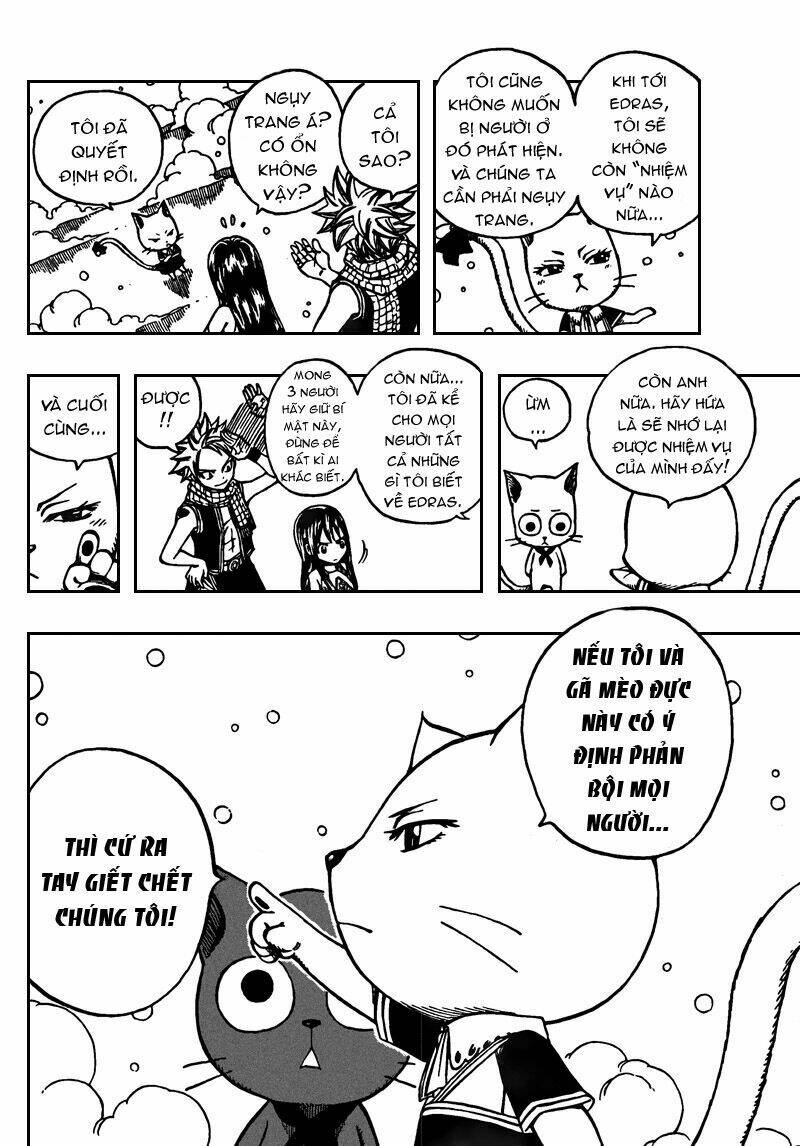 KHI TỚI
EDRAS,
TÔI SẼ
KHÔNG
CÒN “NHIỆM
VỤ” NÀO
NỮA...
TÔI CŨNG
KHÔNG MUỐN
BỊ NGƯỜI Ở
ĐÓ PHÁT HIỆN.
VÀ CHÚNG TA
CẦN PHẢI NGỤY
TRANG.
CẢ
TÔI
SAO?
NGỤY
TRANG Á?
CÓ ỔN
KHÔNG
VẬY?
TÔI ĐÃ
QUYẾT
ĐỊNH RỒI.
CÒN ANH
NỮA. HÃY HỨA
LÀ SẼ NHỚ LẠI
ĐƯỢC NHIỆM VỤ
CỦA MÌNH ĐẤY!
ỪM
...
CÒN NỮA...
TÔI ĐÃ KỂ
CHO MỌI
NGƯỜI TẤT
CẢ NHỮNG
GÌ TÔI BIẾT
VỀ EDRAS.
MONG
3 NGƯỜI
HÃY GIỮ BÍ
MẬT NÀY,
ĐỪNG ĐỂ
BẤT KÌ AI
KHÁC BIẾT.
ĐƯỢC
!!
VÀ CUỐI
CÙNG...
NẾU TÔI VÀ
GÃ MÈO ĐỰC
NÀY CÓ Ý
ĐỊNH PHẢN
BỘI MỌI
NGƯỜI...
THÌ CỨ RA
TAY GIẾT CHẾT
CHÚNG TÔI!